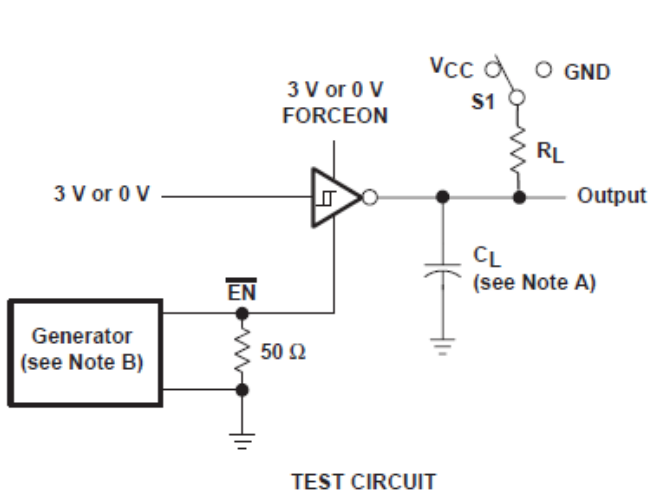 VCC
GND
S1
RL
3 V or 0 V
FORCEON
3 V or 0 V
Output
CL
(see Note A)
EN
Generator
(see Note B)
50 Ω
TEST CIRCUIT